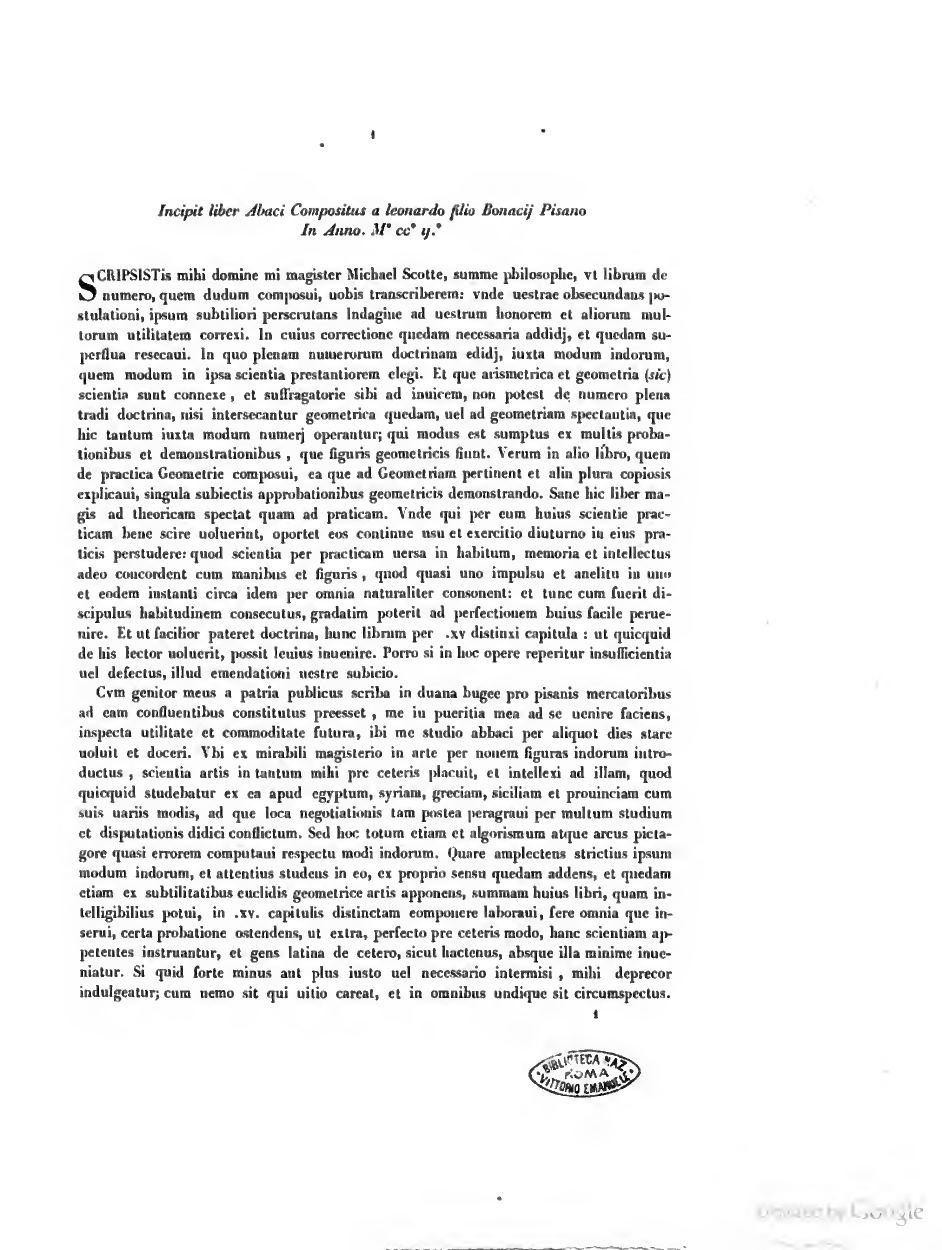 1
Incipit liber Abaci Compositus a leonardo filio Bonacij Pisano
In Anno. M° cc° ij.°
SCRIPSISTis mihi domine mi magister Michael Scotte, summe philosophe, vt librum de
numero, quem dudum composui, uobis transcriberem: vnde uestrae obsecundans po-
stulationi, ipsum subtiliori perscrutans Indagine ad uestrum honorem et aliorum mul-
torum utilitatem correxi. In cuius correctione quedam necessaria addidj, et quedam su-
perflua resecaui. In quo plenam numerorum doctrinam edidj, iuxta modum indorum,
quem modum in ipsa scientia prestantiorem elegi. Et que arismetrica et geometria (sic)
scientia sunt connexe, et suffragatorie sibi ad inuicem, non potest de numero plena
tradi doctrina, nisi intersecantur geometrica quedam, uel ad geometriam spectantia, que
hic tantum iuxta modum numerj operantur; qui modus est sumptus ex multis proba-
tionibus et demonstrationibus, que figuris geometricis fiunt. Verum in alio libro, quem
de practica Geometrie composui, ea que ad Geometriam pertinent et alin plura copiosis
explicaui, singula subiectis approbationibus geometricis demonstrando. Sane hic liber ma-
gis ad theoricam spectat quam ad praticam. Vnde qui per eum huius scientie prac-
ticam bene scire uoluerint, oportet eos continuo usu et exercitio diuturno in eius pra-
ticis perstudere: quod scientia per practicam uersa in habitum, memoria et intellectus
adeo concordent cum manibus et figuris, quod quasi uno impulsu et anelitu in uno
et eodem instanti circa idem per omnia naturaliter consonent: et tunc cum fuerit di-
scipulus habitudinem consecutus, gradatim poterit ad perfectionem huius facile perue-
nire. Et ut facilior pateret doctrina, hunc librum per .xv distinxi capitula : ut quicquid
de his lector uoluerit, possit leuius inuenire. Porro si in hoc opere reperitur insufficientia
uel defectus, illud emendationi uestre subicio.
Cvm genitor meus a patria publicus scriba in duana bugee pro pisanis mercatoribus
ad eam confluentibus constitutus preesset, me in pueritia mea ad se uenire faciens,
inspecta utilitate et commoditate futura, ibi me studio abbaci per aliquot dies stare
uoluit et doceri. Vbi ex mirabili magisterio in arte per nouem figuras indorum intro-
ductus, scientia artis in tantum mihi pre ceteris placuit, et intellexi ad illam, quod
quicquid studebatur ex ea apud egyptum, syriam, greciam, siciliam et prouinciam cum
suis uariis modis, ad que loca negotiationis tam postea peragraui per multum studium
et disputationis didici conflictum. Sed hoc totum etiam et algorismum atque arcus picta-
gore quasi errorem computaui respectu modi indorum. Quare amplectens strictius ipsum
modum indorum, et attentius studens in eo, ex proprio sensu quedam addens, et quedam
etiam ex subtilitatibus euclidis geometrice artis apponens, summam huius libri, quam in-
telligibilius potui, in .xv. capitulis distinctam componere laboraui, fere omnia que in-
serui, certa probatione ostendens, ut extra, perfecto pre ceteris modo, hanc scientiam ap-
petentes instruantur, et gens latina de cetero, sicut hactenus, absque illa minime inue-
niatur. Si quid forte minus aut plus iusto uel necessario intermisi, mihi deprecor
indulgeatur; cum nemo sit qui uitio careat, et in omnibus undique sit circumspectus.
1
BIBLIOTECA NAZ.
ROMA
VITTORIO EMANUELE
Digitized by Google